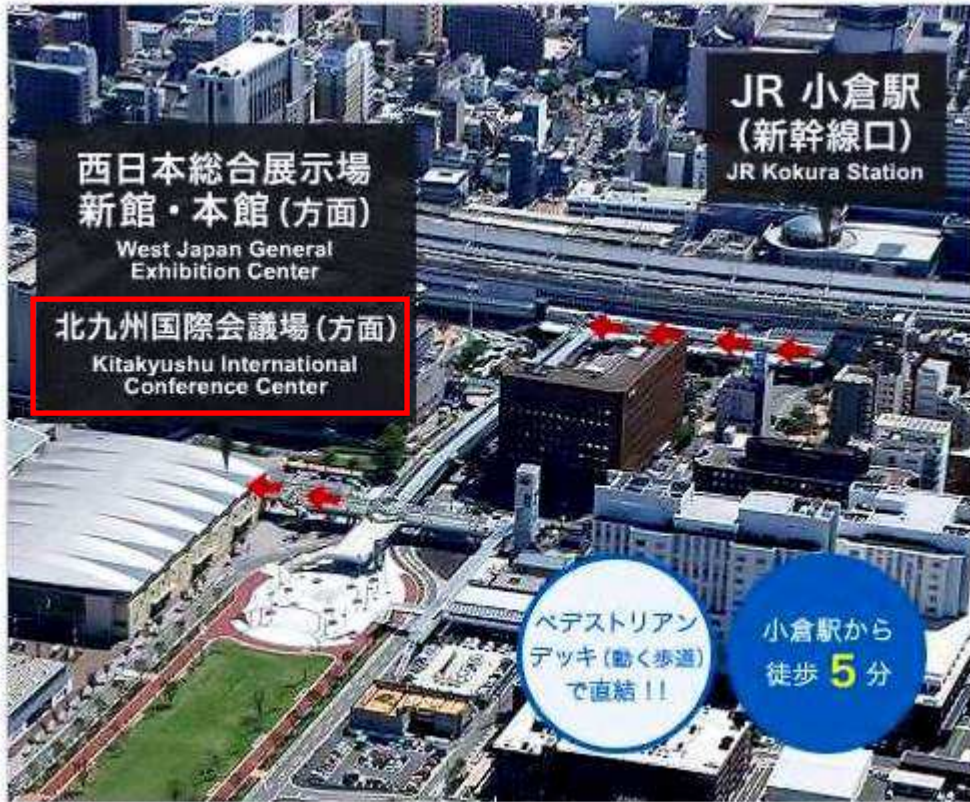 JR 小倉駅
(新幹線口)
JR Kokura Station
西日本総合展示場
新館・本館(方面)
West Japan General
Exhibition Center
北九州国際会議場(方面)
Kitakyushu International
Conference Center
ペデストリアン
デッキ(動く歩道)
で直結!!
小倉駅から
徒歩 5 分